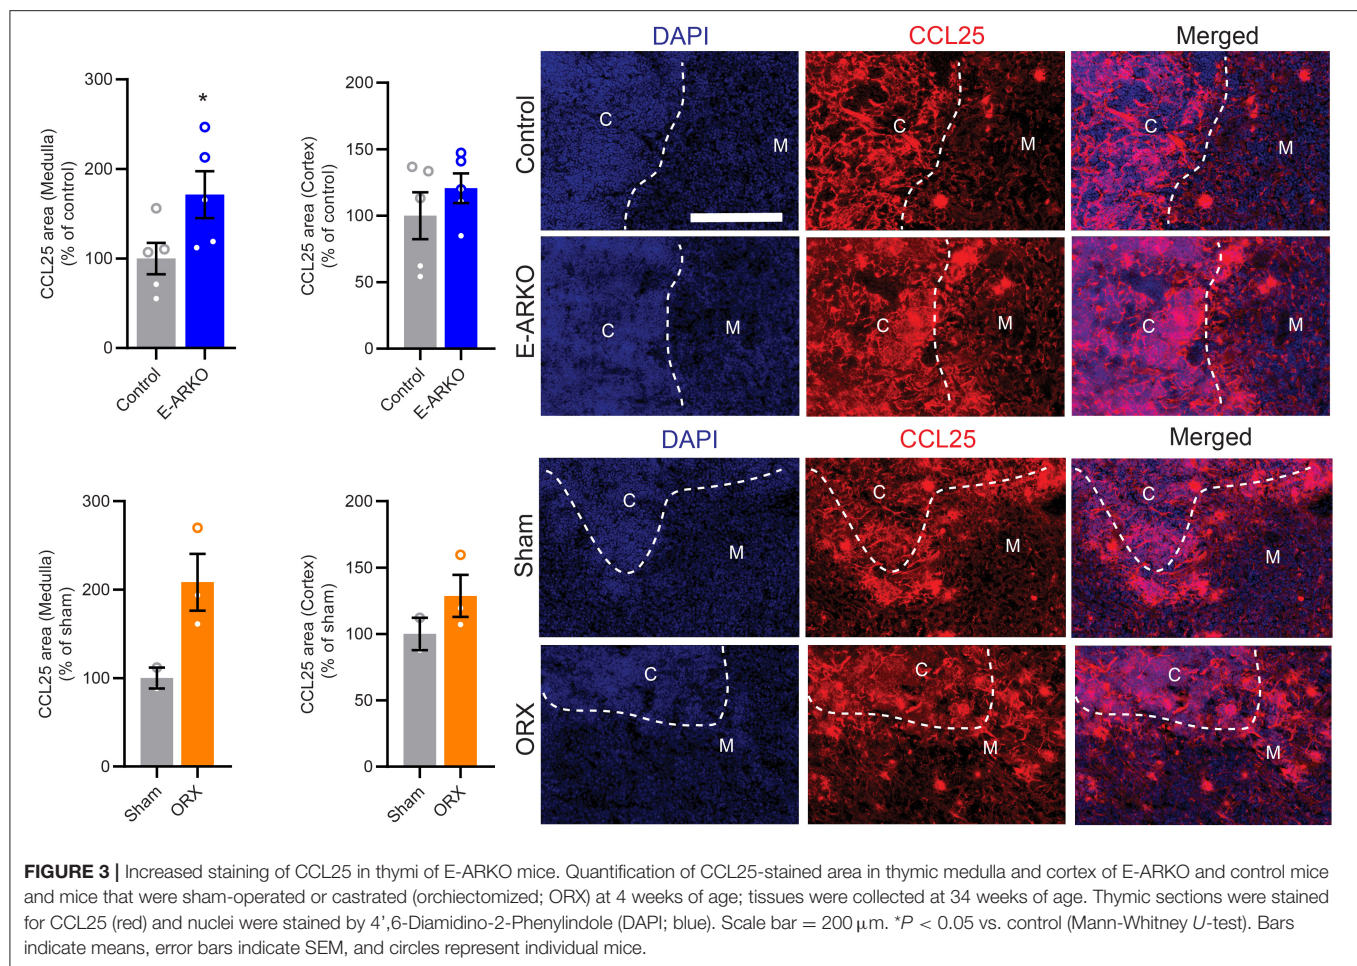 DAPI
CCL25
Merged
300
200
100
0
CCL25 area (Medulla)
(% of control)
*
Control
E-ARKO
200
150
100
50
0
CCL25 area (Cortex)
(% of control)
Control
E-ARKO
Control
C
M
C
M
C
M
E-ARKO
C
M
C
M
C
M
DAPI
CCL25
Merged
300
200
100
0
CCL25 area (Medulla)
(% of sham)
Sham
ORX
200
150
100
50
0
CCL25 area (Cortex)
(% of sham)
Sham
ORX
Sham
C
M
C
M
C
M
ORX
C
M
C
M
C
M
FIGURE 3 | Increased staining of CCL25 in thymi of E-ARKO mice. Quantification of CCL25-stained area in thymic medulla and cortex of E-ARKO and control mice
and mice that were sham-operated or castrated (orchiectomized; ORX) at 4 weeks of age; tissues were collected at 34 weeks of age. Thymic sections were stained
for CCL25 (red) and nuclei were stained by 4',6-Diamidino-2-Phenylindole (DAPI; blue). Scale bar = 200 μm. *P < 0.05 vs. control (Mann-Whitney U-test). Bars
indicate means, error bars indicate SEM, and circles represent individual mice.